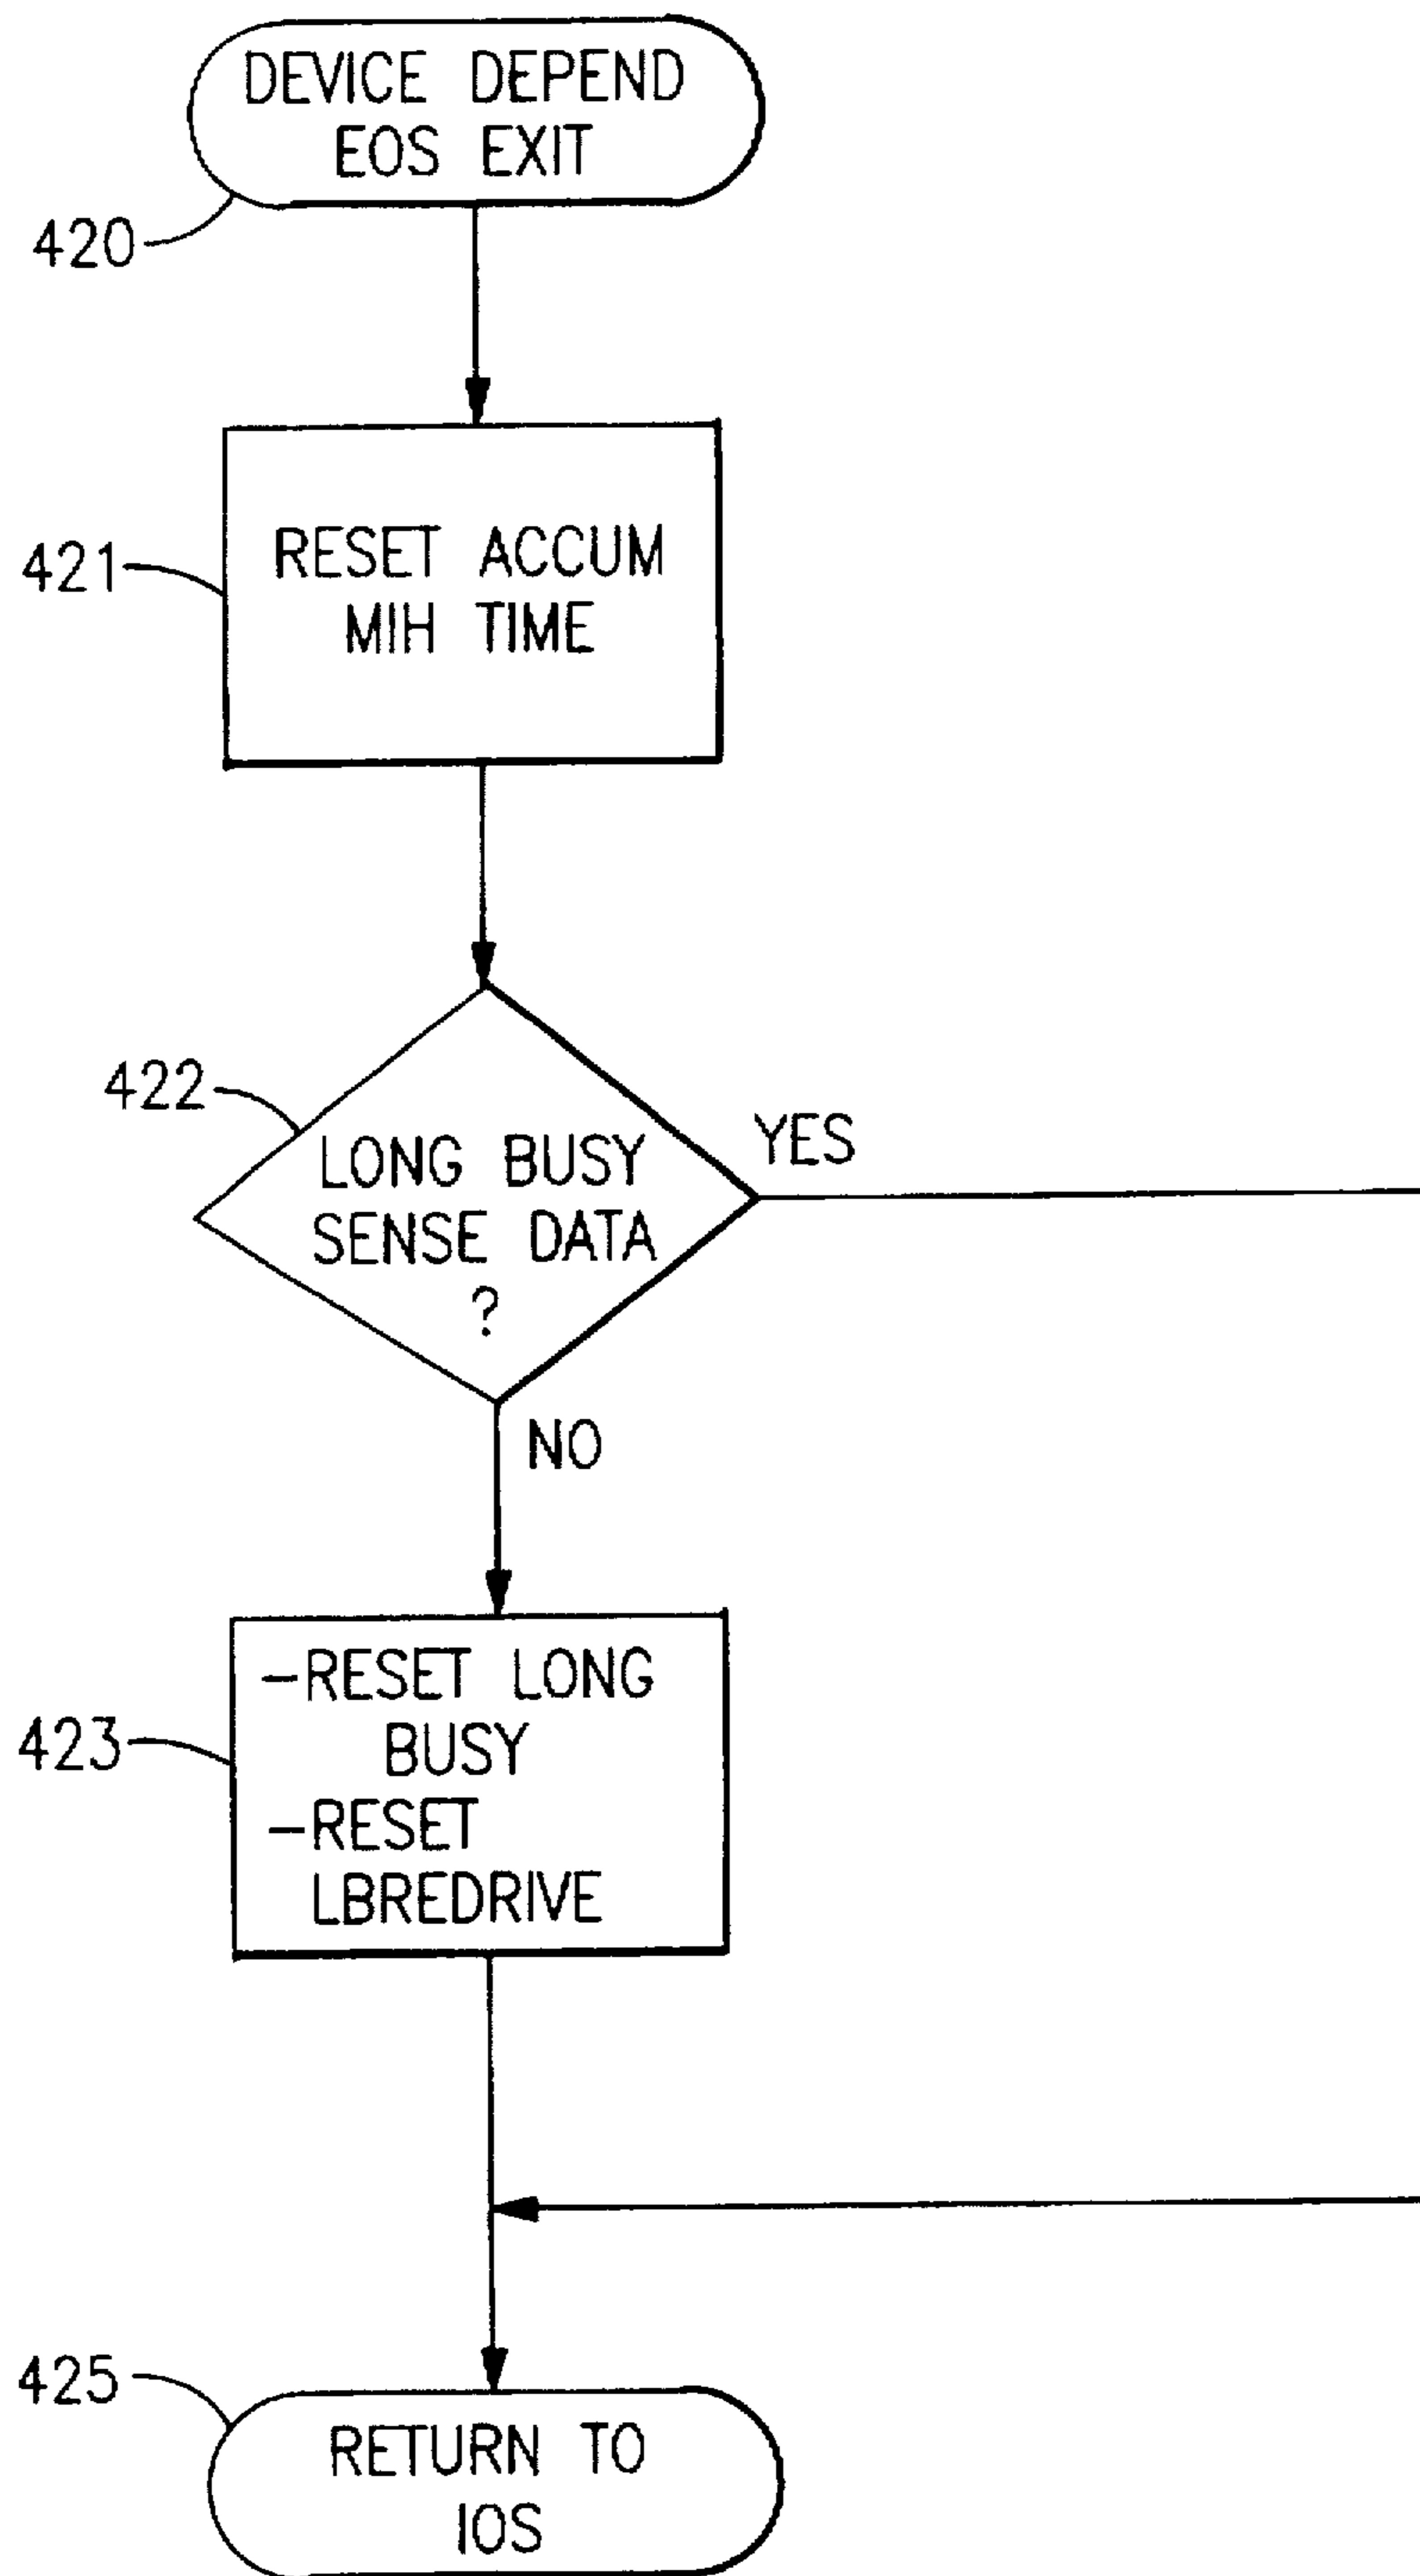 DEVICE DEPEND
EOS EXIT
420
421
RESET ACCUM
MIH TIME
422
LONG BUSY
SENSE DATA
?
YES
NO
423
-RESET LONG
BUSY
-RESET
LBREDRIVE
425
RETURN TO
IOS